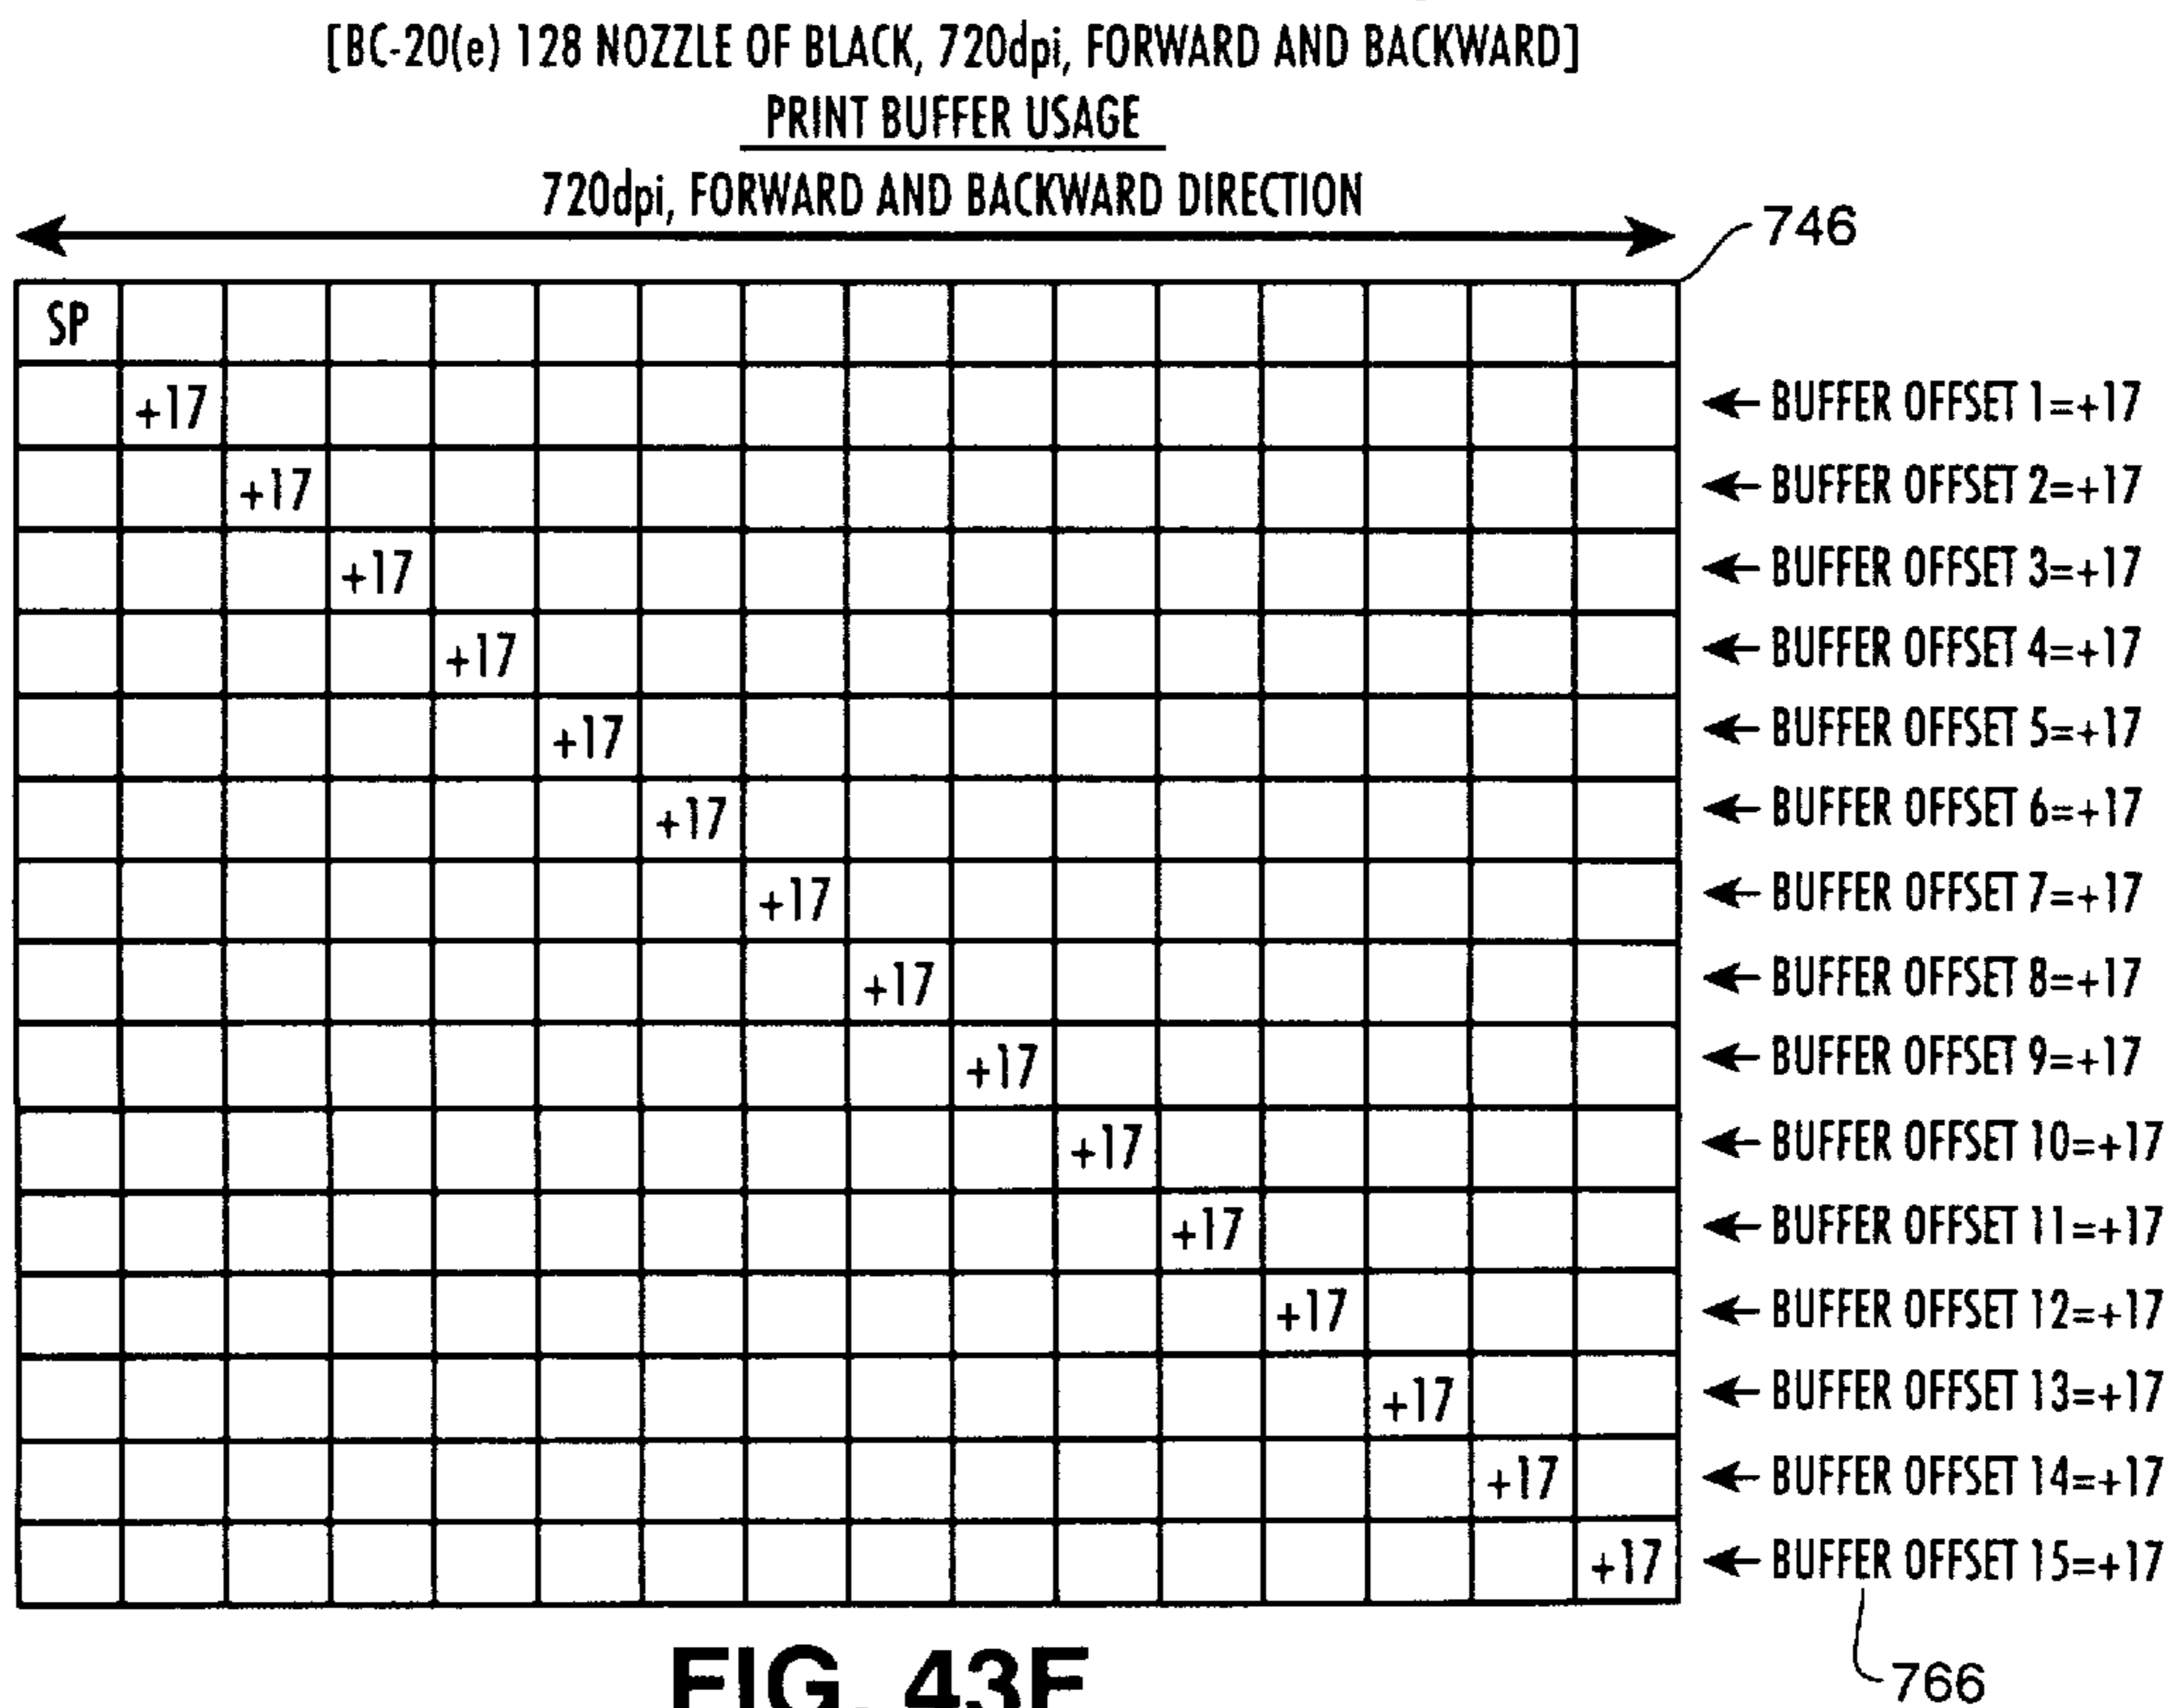 [BC-20(e) 128 NOZZLE OF BLACK, 720dpi, FORWARD AND BACKWARD]
PRINT BUFFER USAGE
720dpi, FORWARD AND BACKWARD DIRECTION
746
SP
+17 BUFFER OFFSET 1=+17
+17 BUFFER OFFSET 2=+17
+17 BUFFER OFFSET 3=+17
+17 BUFFER OFFSET 4=+17
+17 BUFFER OFFSET 5=+17
+17 BUFFER OFFSET 6=+17
+17 BUFFER OFFSET 7=+17
+17 BUFFER OFFSET 8=+17
+17 BUFFER OFFSET 9=+17
+17 BUFFER OFFSET 10=+17
+17 BUFFER OFFSET 11=+17
+17 BUFFER OFFSET 12=+17
+17 BUFFER OFFSET 13=+17
+17 BUFFER OFFSET 14=+17
+17 BUFFER OFFSET 15=+17
766
FIG.